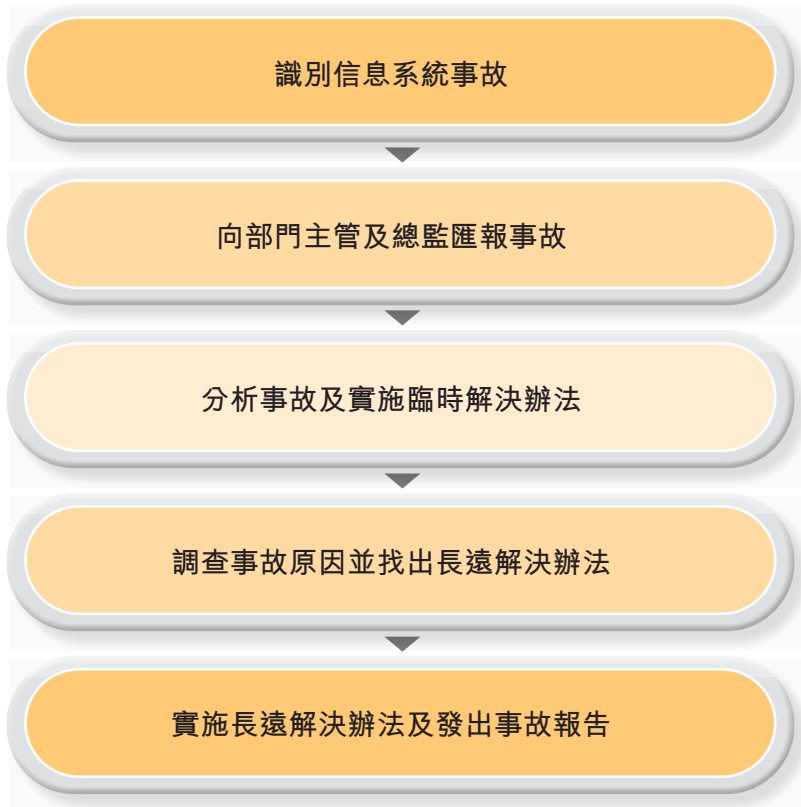 識別信息系統事故
向部門主管及總監匯報事故
分析事故及實施臨時解決辦法
調查事故原因並找出長遠解決辦法
實施長遠解決辦法及發出事故報告